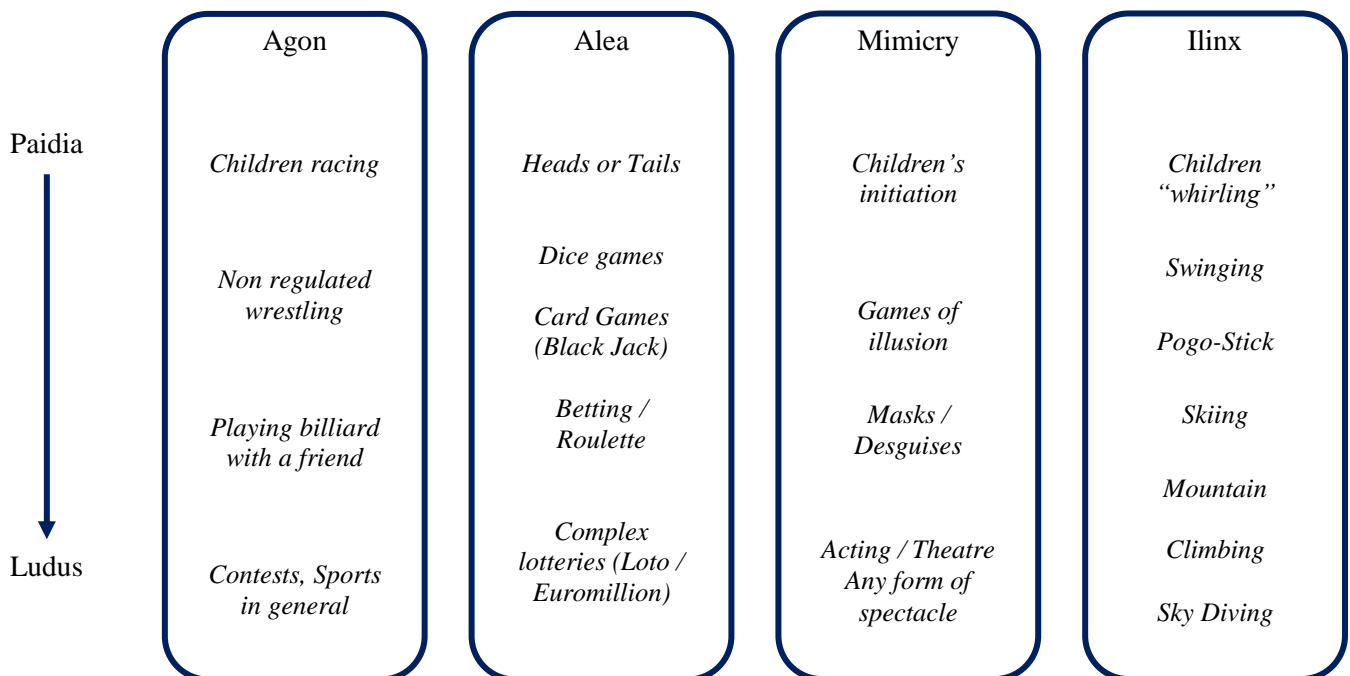 Paidia
Ludus
Agon
Children racing
Non regulated
wrestling
Playing billiard
with a friend
Contests, Sports
in general
Alea
Heads or Tails
Dice games
Card Games
(Black Jack)
Betting /
Roulette
Complex
lotteries (Loto /
Euromillion)
Mimicry
Children’s
initiation
Games of
illusion
Masks /
Desguises
Acting / Theatre
Any form of
spectacle
Ilinx
Children
“whirling”
Swinging
Pogo-Stick
Skiing
Mountain
Climbing
Sky Diving